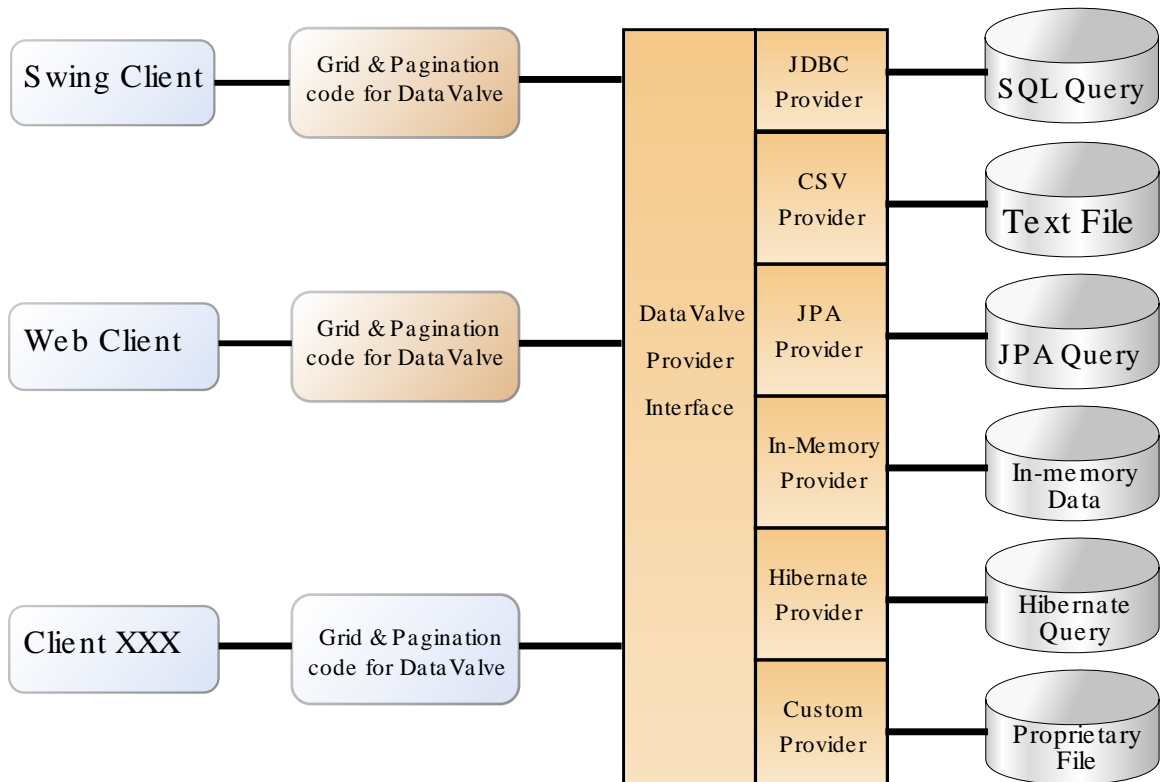 Swing Client
Grid & Pagination
code for DataValve
JDBC
Provider
SQL Query
CSV
Provider
Text File
Web Client
Grid & Pagination
code for DataValve
DataValve
Provider
Interface
JPA
Provider
JPA Query
In-Memory
Provider
In-memory
Data
Hibernate
Provider
Hibernate
Query
Client XXX
Grid & Pagination
code for DataValve
Custom
Provider
Proprietary
File